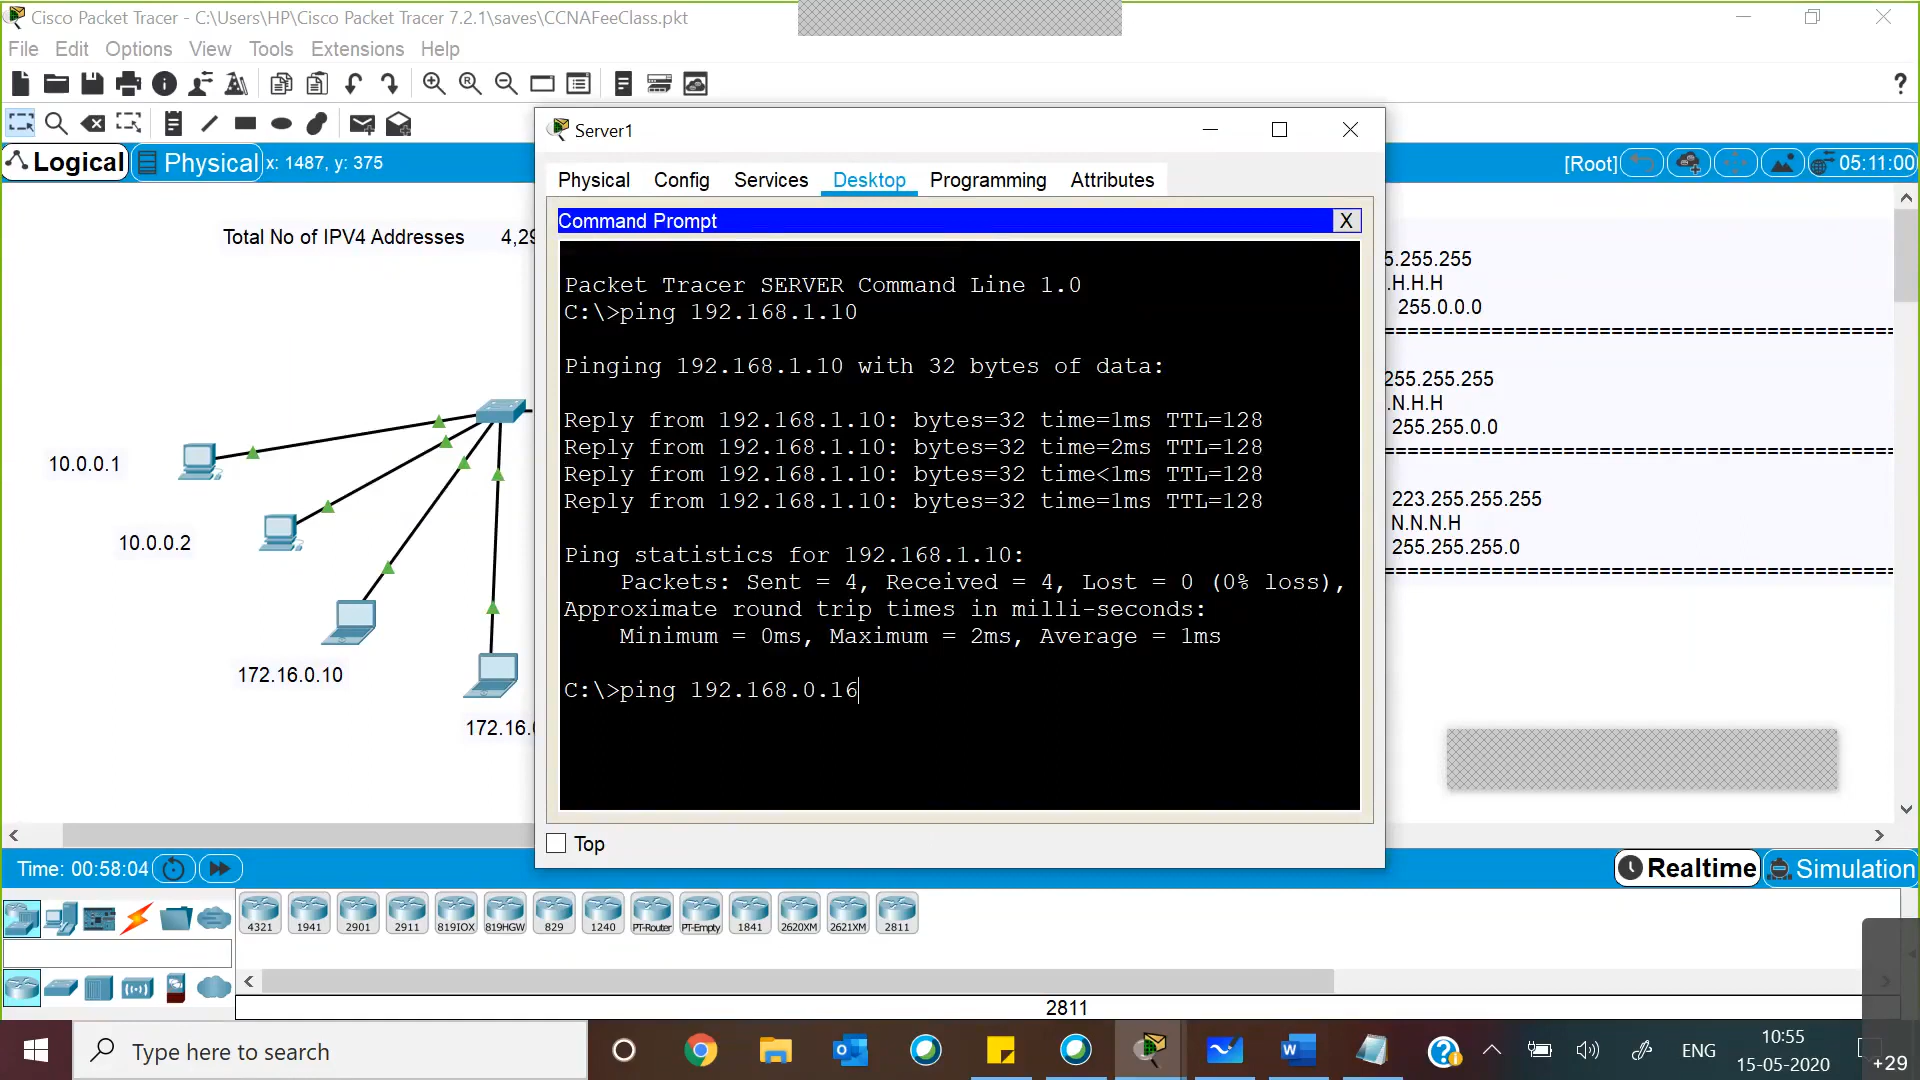 Cisco Packet Tracer - C:\Users\HP\Cisco Packet Tracer 7.2.1\saves\CCNAFeeClass.pkt
File Edit Options View Tools Extensions Help
?
Logical Physical x: 1487, y: 375
[Root] 05:11:00
Total No of IPV4 Addresses 4,29
10.0.0.1
10.0.0.2
172.16.0.10
172.16.0
Server1
Physical Config Services Desktop Programming Attributes
Command Prompt X
Packet Tracer SERVER Command Line 1.0
C:\>ping 192.168.1.10
Pinging 192.168.1.10 with 32 bytes of data:
Reply from 192.168.1.10: bytes=32 time=1ms TTL=128
Reply from 192.168.1.10: bytes=32 time=2ms TTL=128
Reply from 192.168.1.10: bytes=32 time<1ms TTL=128
Reply from 192.168.1.10: bytes=32 time=1ms TTL=128
Ping statistics for 192.168.1.10:
Packets: Sent = 4, Received = 4, Lost = 0 (0% loss),
Approximate round trip times in milli-seconds:
Minimum = 0ms, Maximum = 2ms, Average = 1ms
C:\>ping 192.168.0.16
Top
5.255.255
.H.H.H
255.0.0.0
255.255.255
.N.H.H
255.255.0.0
223.255.255.255
N.N.N.H
255.255.255.0
Time: 00:58:04
Realtime Simulation
4321 1941 2901 2911 819IOX 819HGW 829 1240 PT-Router PT-Empty 1841 2620XM 2621XM 2811
2811
Type here to search
ENG
10:55
15-05-2020
+29